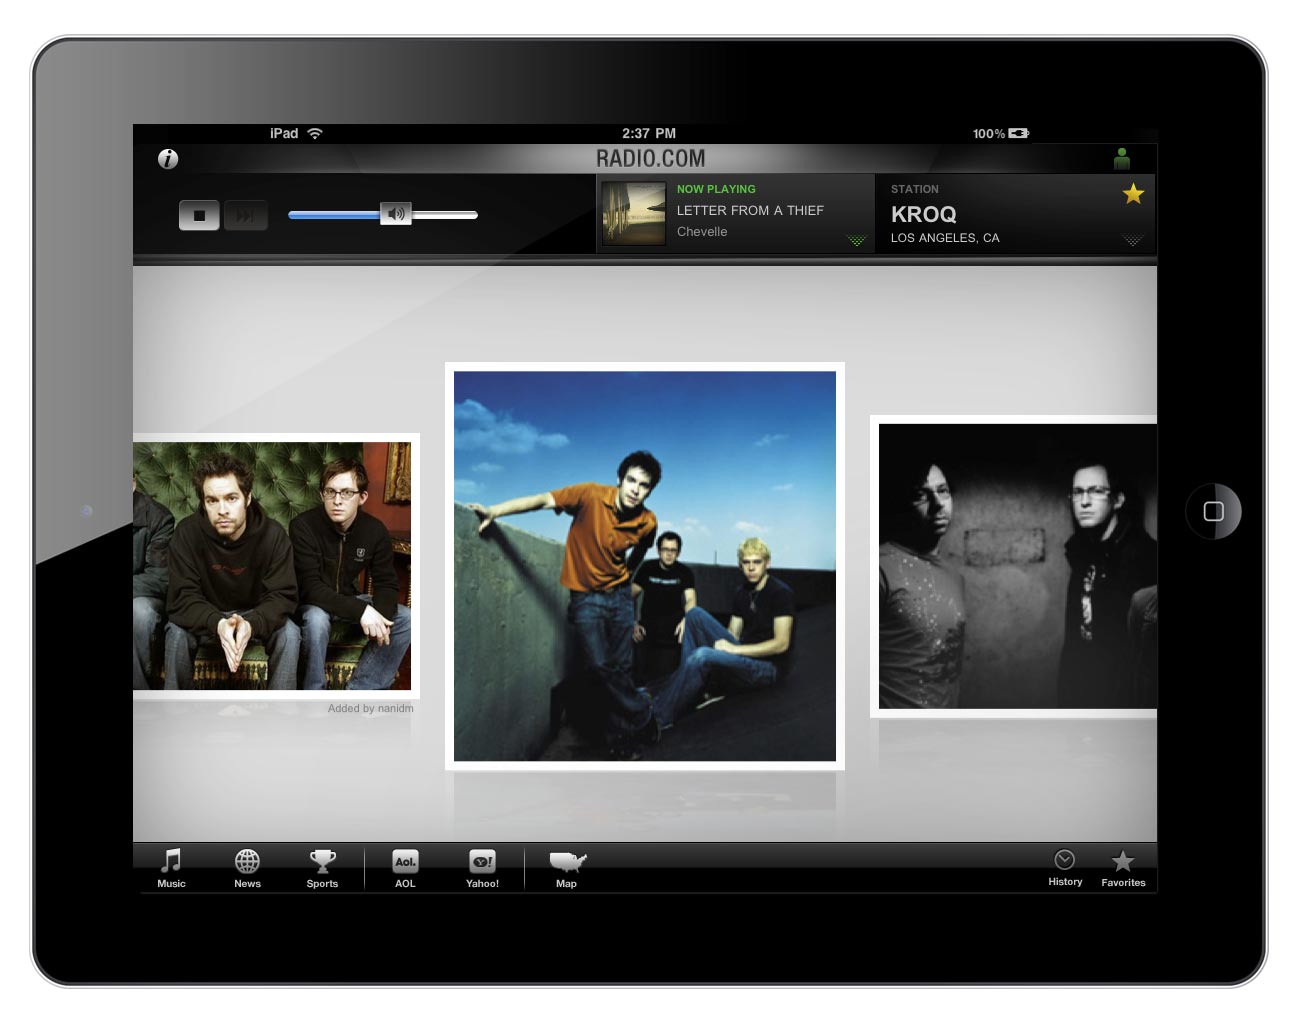 iPad
2:37 PM
100%
i
RADIO.COM
NOW PLAYING
LETTER FROM A THIEF
Chevelle
STATION
KROQ
LOS ANGELES, CA
Added by nanidm
Music
News
Sports
Aol.
AOL
Y!
Yahoo!
Map
History
Favorites